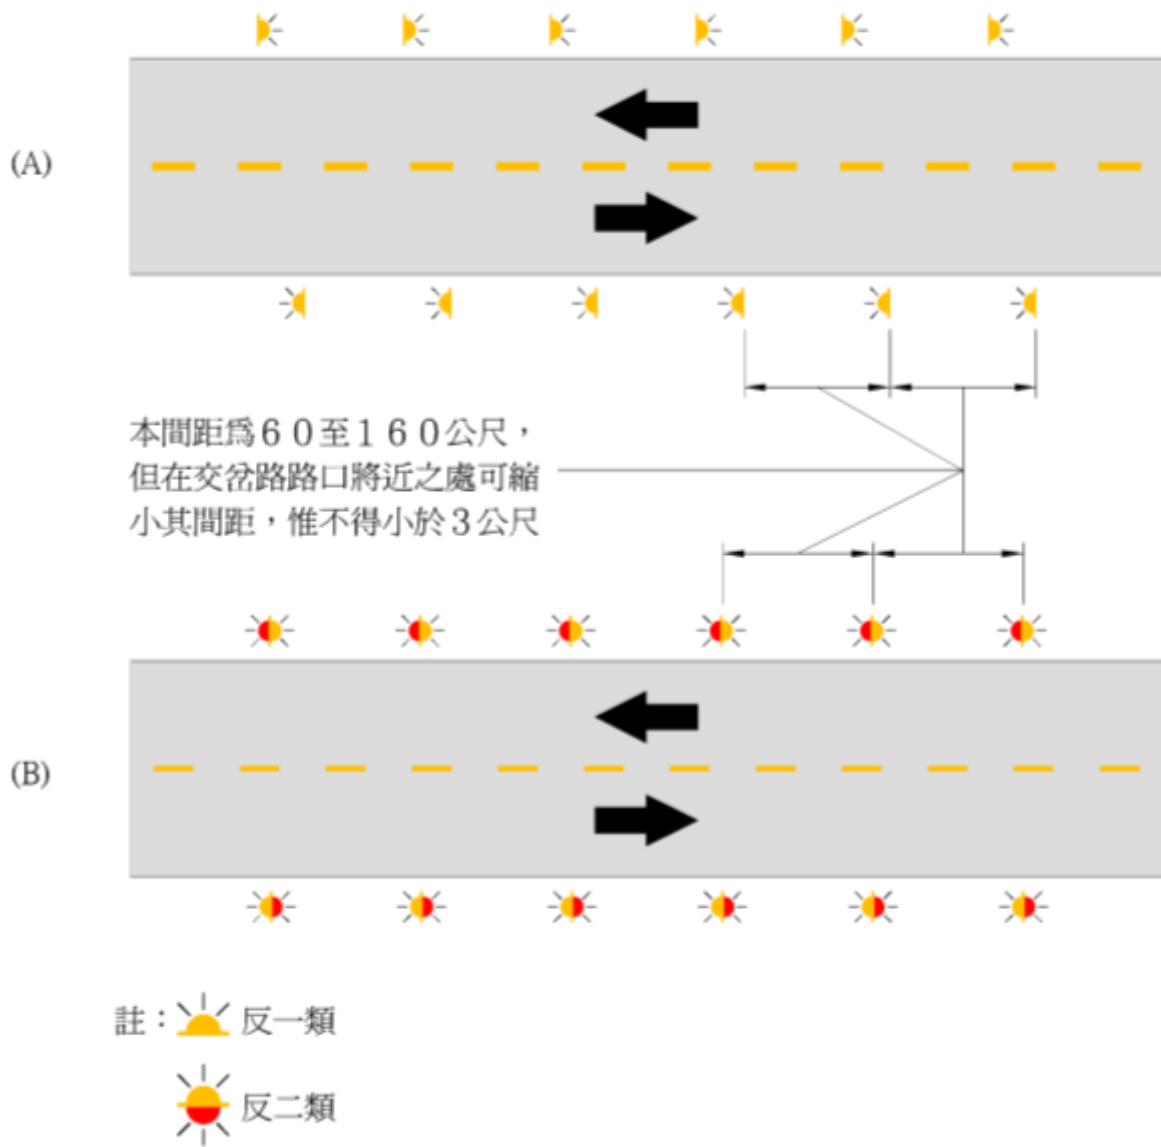 (A)
本間距爲６０至１６０公尺，
但在交岔路路口將近之處可縮
小其間距，惟不得小於３公尺
(B)
註：反一類
反二類